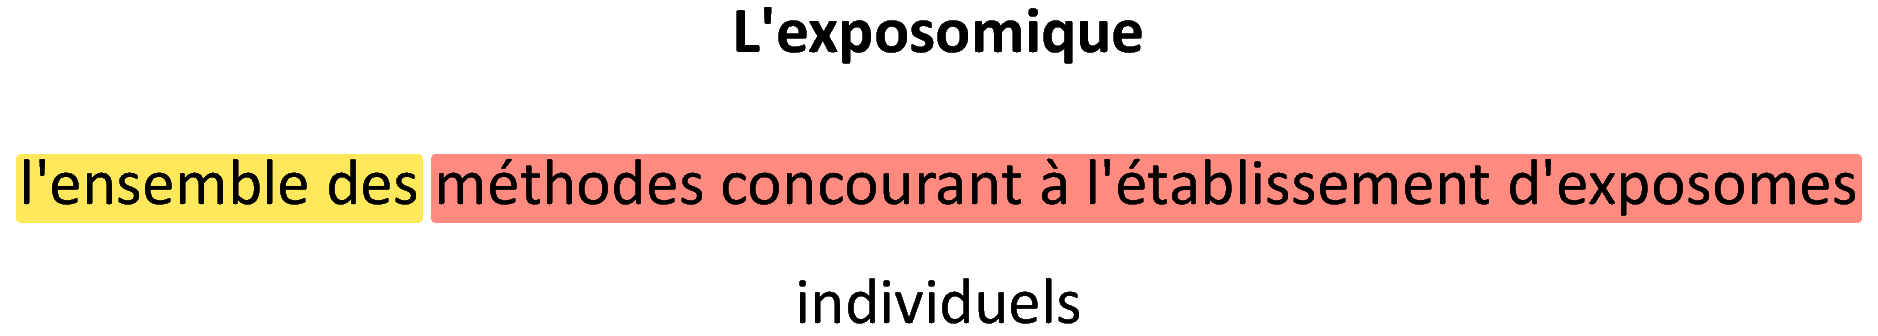 L'exposomique
l'ensemble des méthodes concourant à l'établissement d'exposomes
individuels